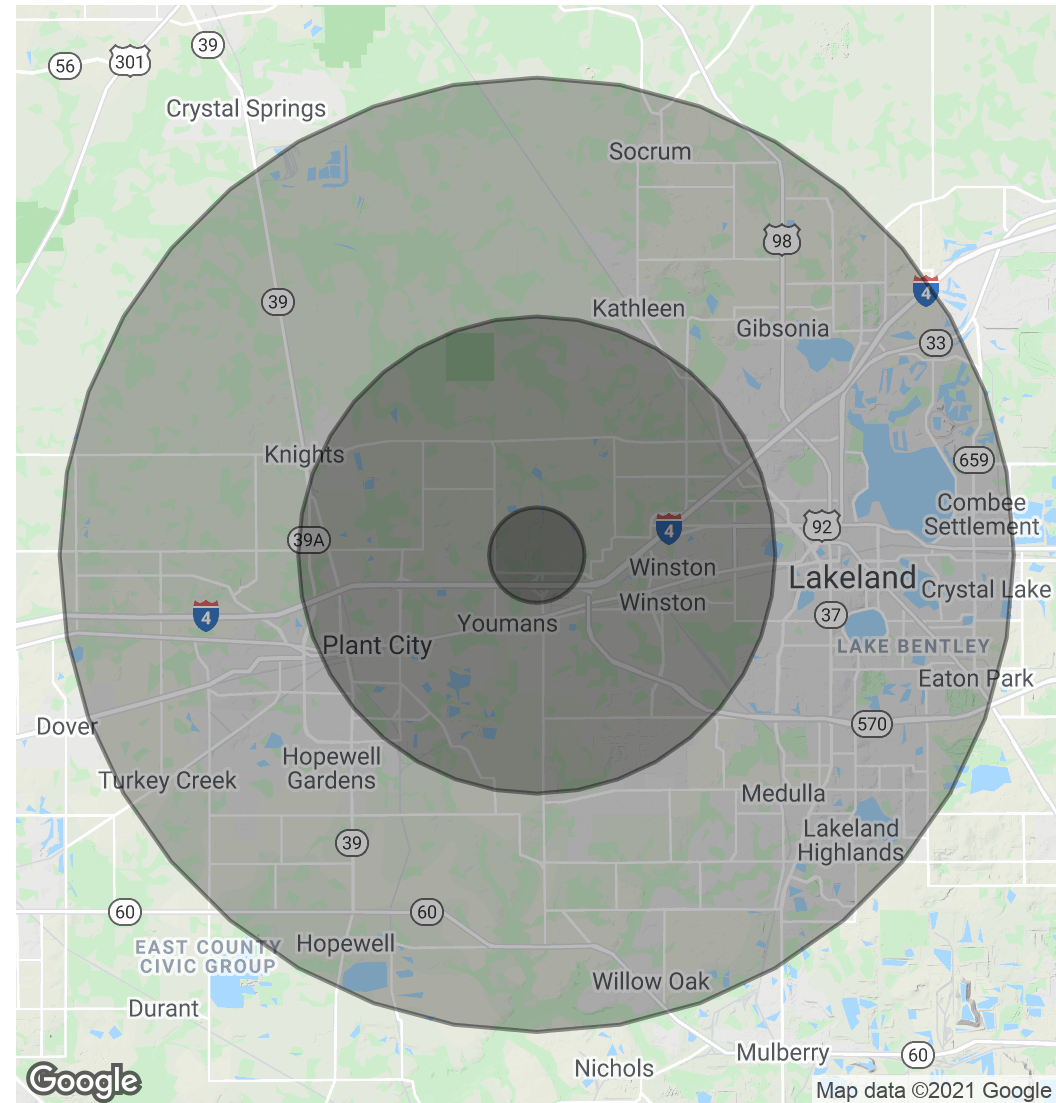 39
56
301
Crystal Springs
Socrum
98
4
39
Kathleen
Gibsonia
33
Knights
659
Combee
Settlement
39A
4
92
Winston
Lakeland
Crystal Lake
Winston
4
37
Youmans
Plant City
LAKE BENTLEY
Eaton Park
Dover
570
Hopewell
Gardens
Turkey Creek
Medulla
39
Lakeland
Highlands
60
60
EAST COUNTY
CIVIC GROUP
Hopewell
Willow Oak
Durant
Mulberry
60
Nichols
Google
Map data ©2021 Google